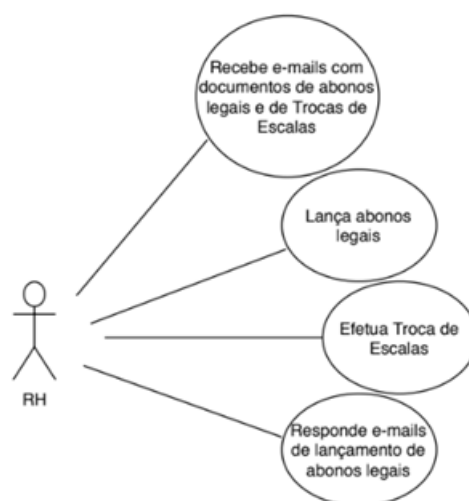 Recebe e-mails com
documentos de abonos
legais e de Trocas de
Escalas
Lança abonos
legais
Efetua Troca de
Escalas
RH
Responde e-mails
de lançamento de
abonos legais